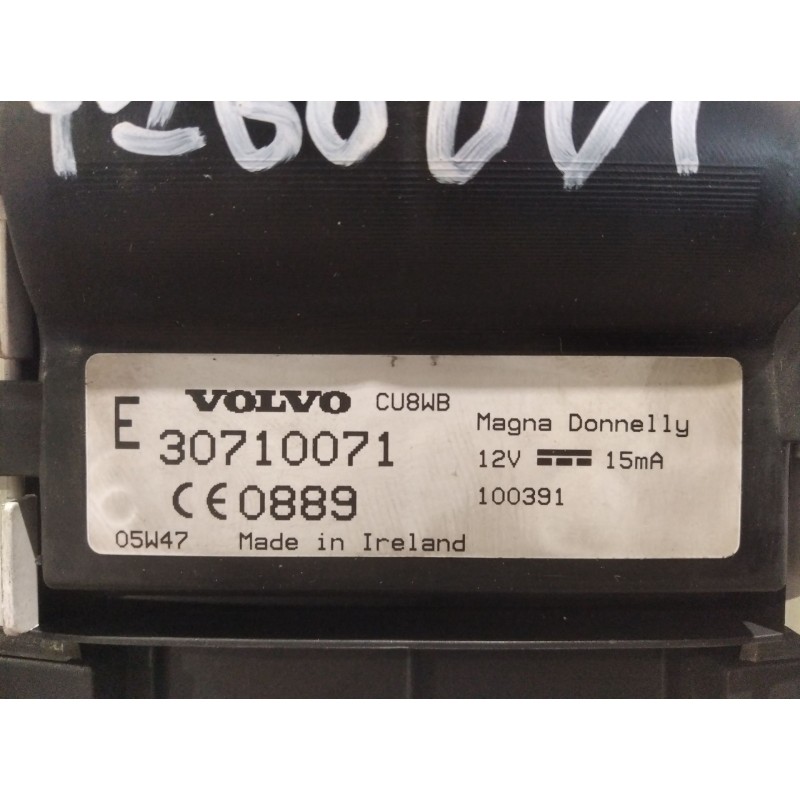 VOLVO CU8WB
E 30710071
CE 0889
05W47 Made in Ireland
Magna Donnelly
12V 15mA
100391